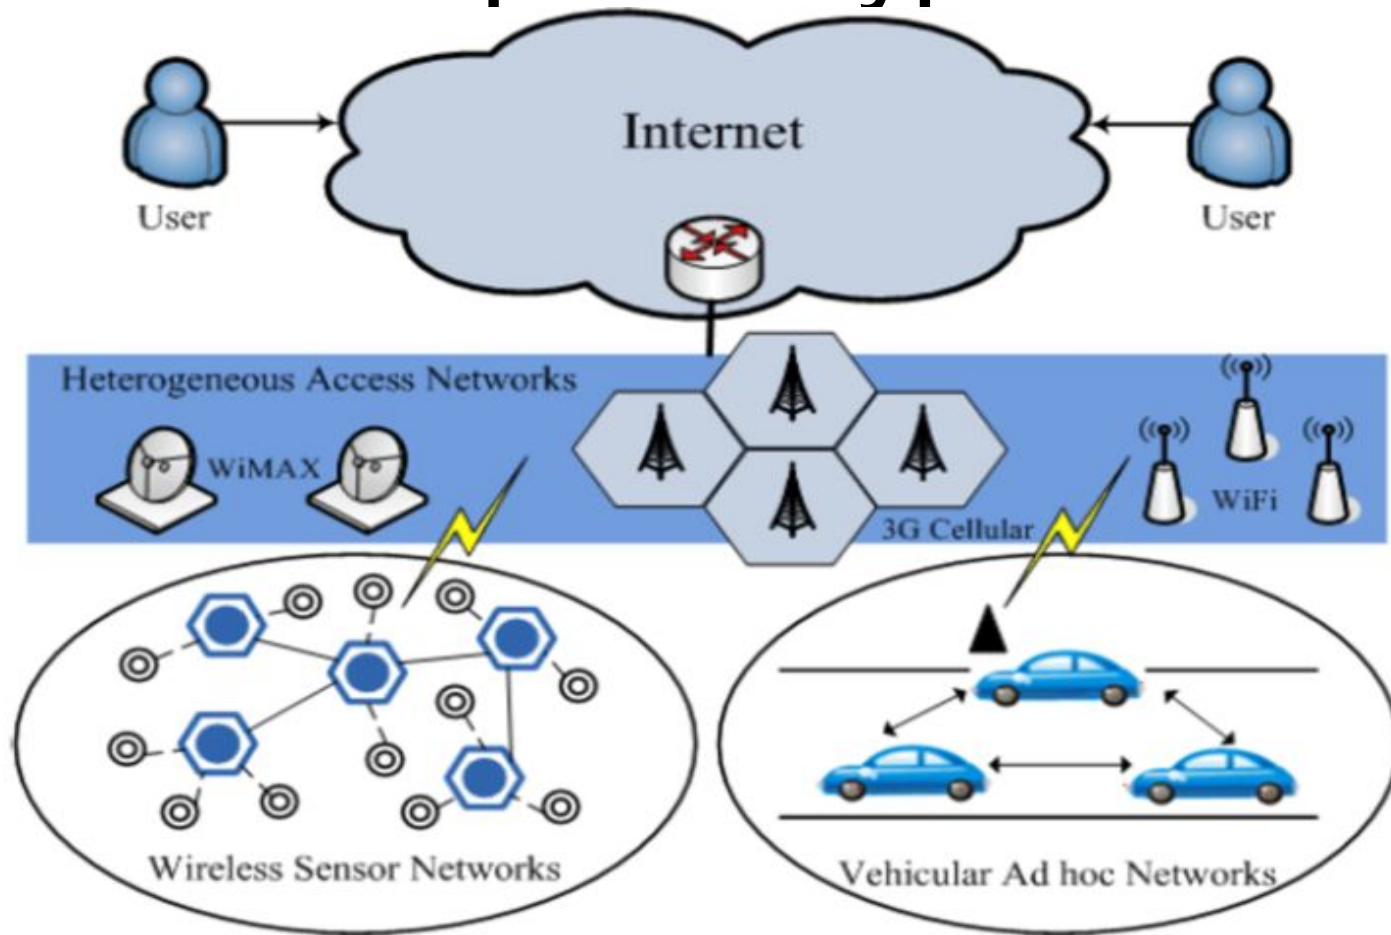 Internet
User
User
Heterogeneous Access Networks
WiMAX
WiFi
3G Cellular
Wireless Sensor Networks
Vehicular Ad hoc Networks